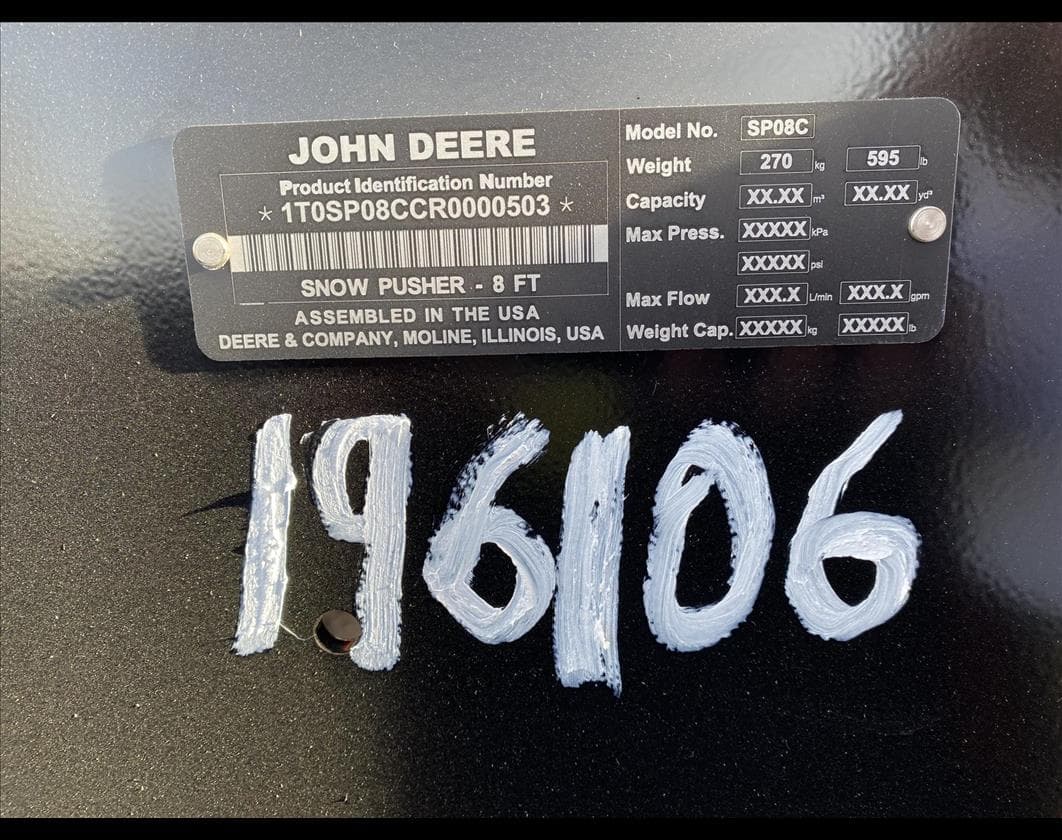 JOHN DEERE
Product Identification Number
* 1T0SP08CCR0000503 *
SNOW PUSHER - 8 FT
ASSEMBLED IN THE USA
DEERE & COMPANY, MOLINE, ILLINOIS, USA
Model No. SP08C
Weight 270 kg 595 lb
Capacity XX.XX m³ XX.XX yd³
Max Press. XXXXX kPa
XXXXX psi
Max Flow XXX.X L/min XXX.X gpm
Weight Cap. XXXXX kg XXXXX lb
196106